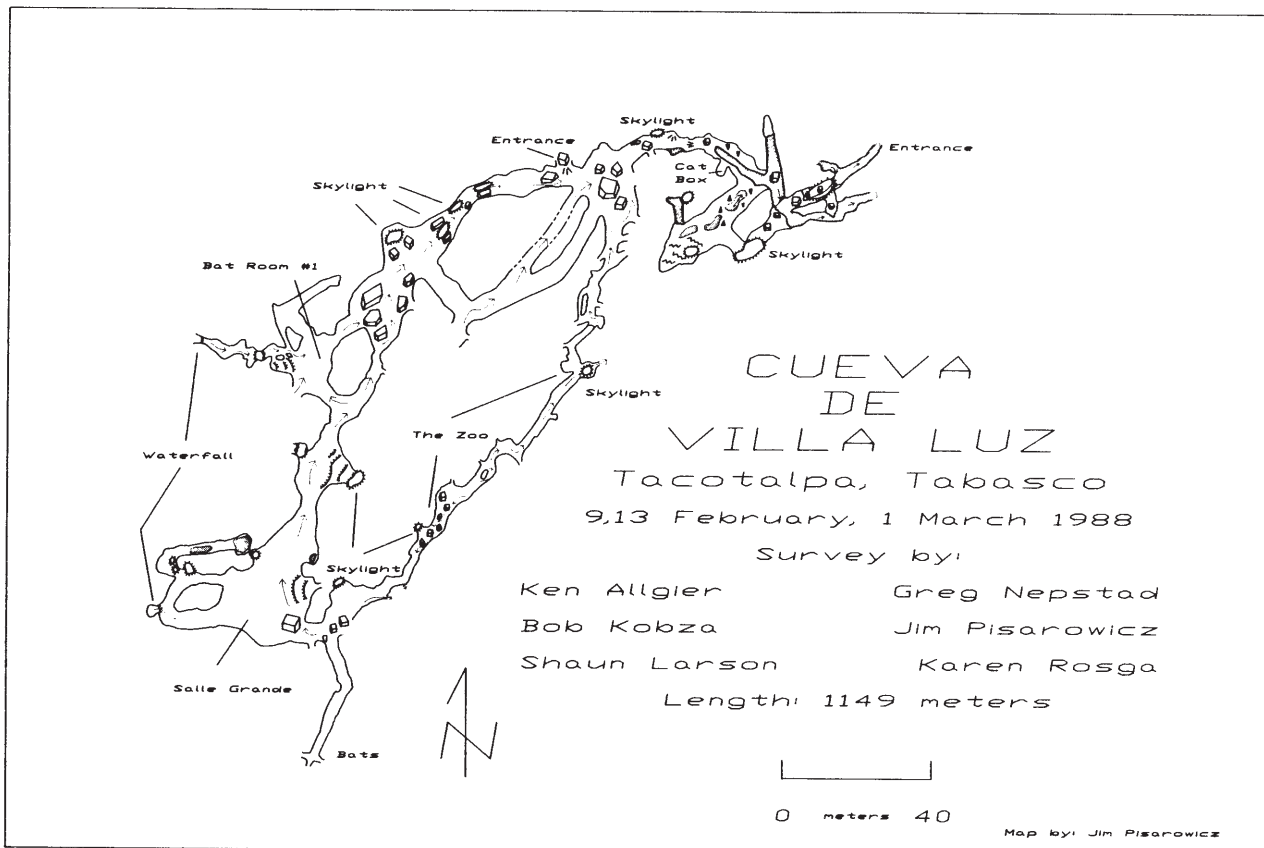 Skylight
Entrance
Entrance
Cat
Box
Skylight
Skylight
Bat Room #1
CUEVA
DE
VILLA LUZ
Skylight
The Zoo
Waterfall
Tacotalpa, Tabasco
9,13 February, 1 March 1988
Survey by:
Skylight
Ken Allgier Greg Nepstad
Bob Kobza Jim Pisarowicz
Shaun Larson Karen Rosga
Salle Grande
Length: 1149 meters
N
Bats
0 meters 40
Map by: Jim Pisarowicz